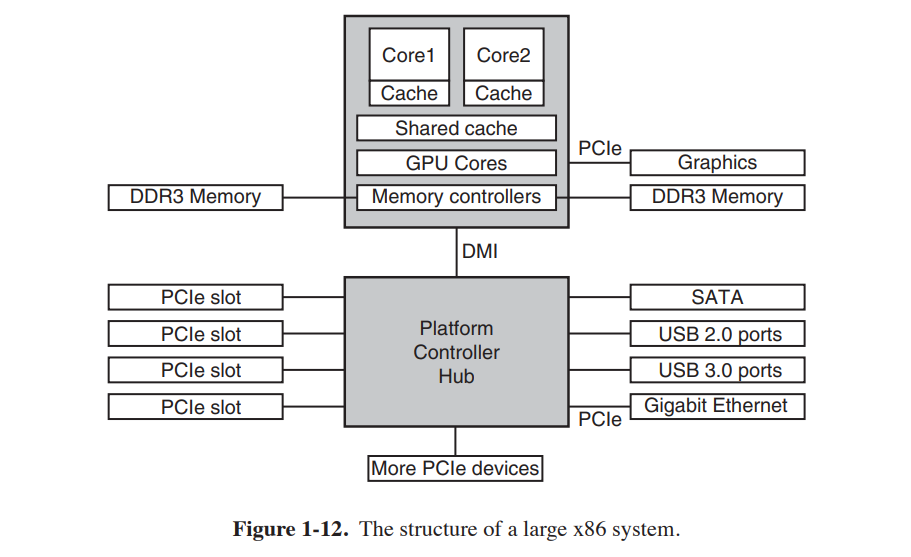 Core1
Core2
Cache
Cache
Shared cache
GPU Cores
PCIe
Graphics
DDR3 Memory
Memory controllers
DDR3 Memory
DMI
PCIe slot
SATA
PCIe slot
USB 2.0 ports
PCIe slot
USB 3.0 ports
PCIe slot
Platform
Controller
Hub
Gigabit Ethernet
PCIe
More PCIe devices
Figure 1-12. The structure of a large x86 system.